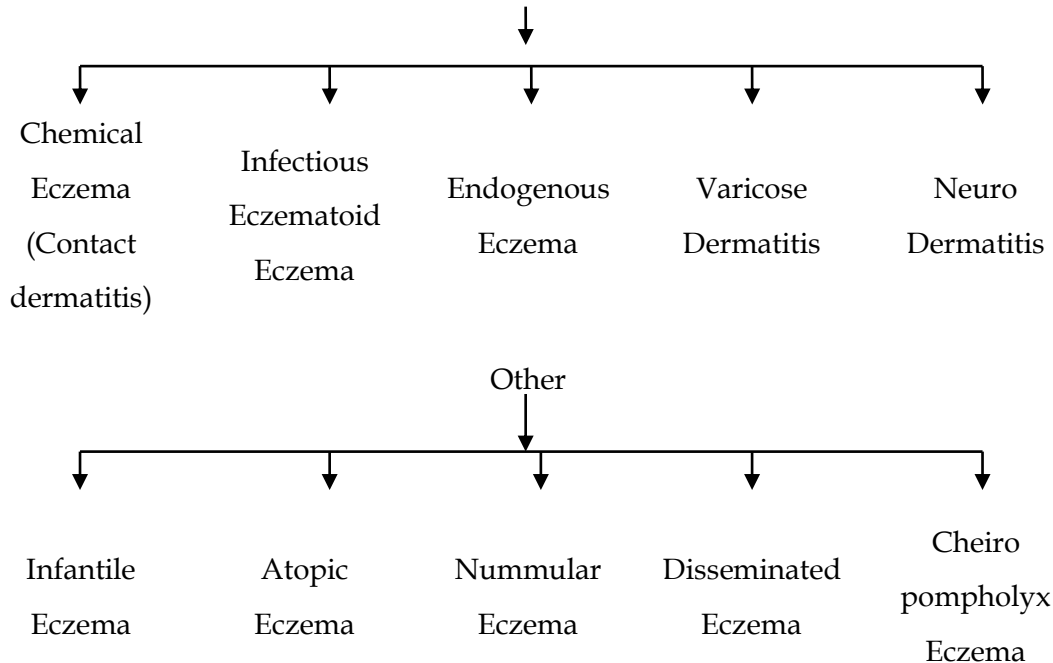 Chemical
Eczema
(Contact
dermatitis)
Infectious
Eczematoid
Eczema
Endogenous
Eczema
Varicose
Dermatitis
Neuro
Dermatitis
Other
Infantile
Eczema
Atopic
Eczema
Nummular
Eczema
Disseminated
Eczema
Cheiro
pompholyx
Eczema